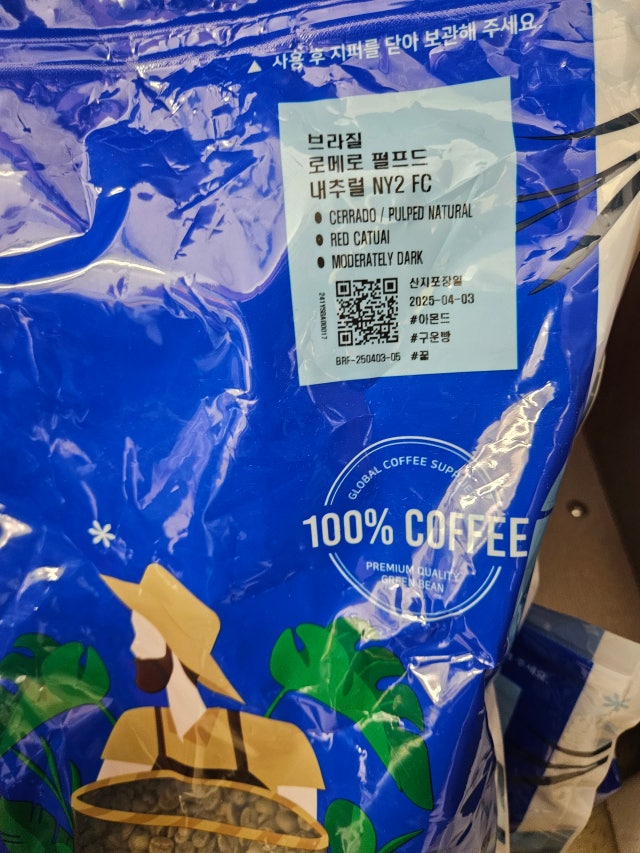 ▲ 사용 후 지퍼를 닫아 보관해 주세요.
브라질
로메로 펄프드
내추럴 NY2 FC
● CERRADO / PULPED NATURAL
● RED CATUAI
● MODERATELY DARK
산지포장일
2025-04-03
#아몬드
#구운빵
BRF-250403-05 #꿀
GLOBAL COFFEE
100% COFFEE
PREMIUM QUALITY
GREEN BEAN